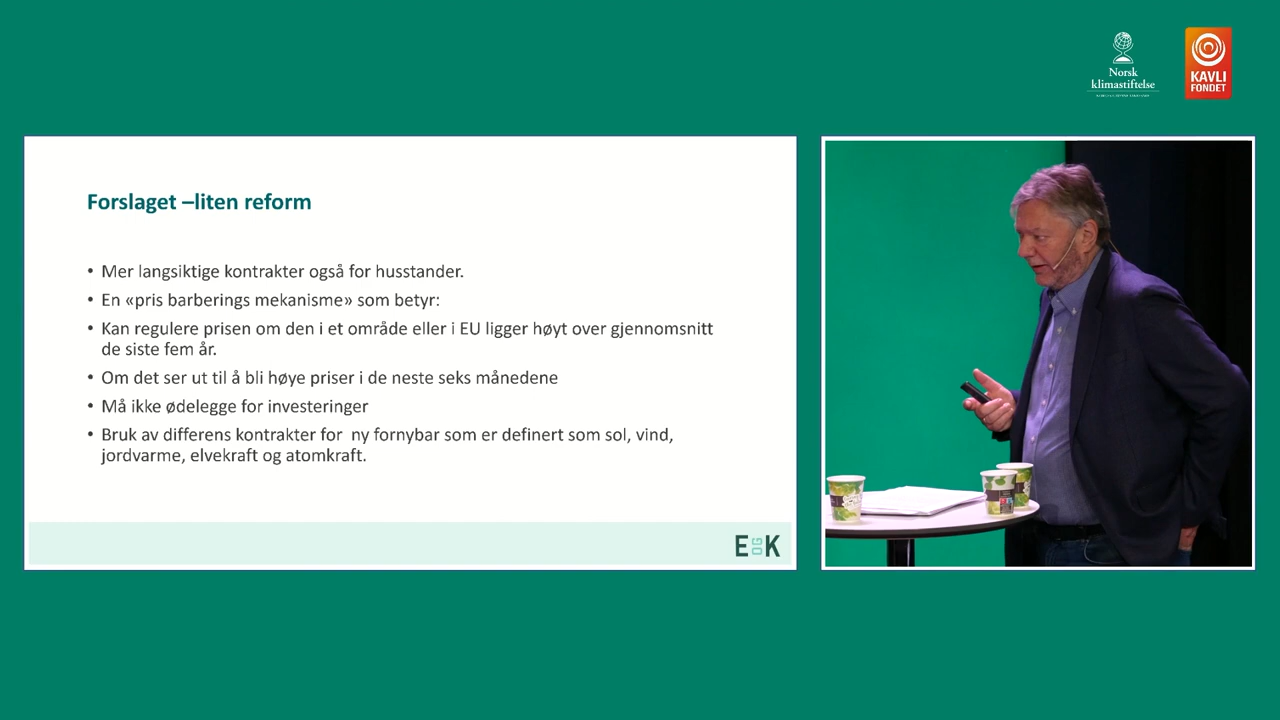 Norsk
klimastiftelse
KAVLI
FONDET
Forslaget –liten reform
• Mer langsiktige kontrakter også for husstander.
• En «pris barberings mekanisme» som betyr:
• Kan regulere prisen om den i et område eller i EU ligger høyt over gjennomsnitt
de siste fem år.
• Om det ser ut til å bli høye priser i de neste seks månedene
• Må ikke ødelegge for investeringer
• Bruk av differens kontrakter for  ny fornybar som er definert som sol, vind,
jordvarme, elvekraft og atomkraft.
E OG K